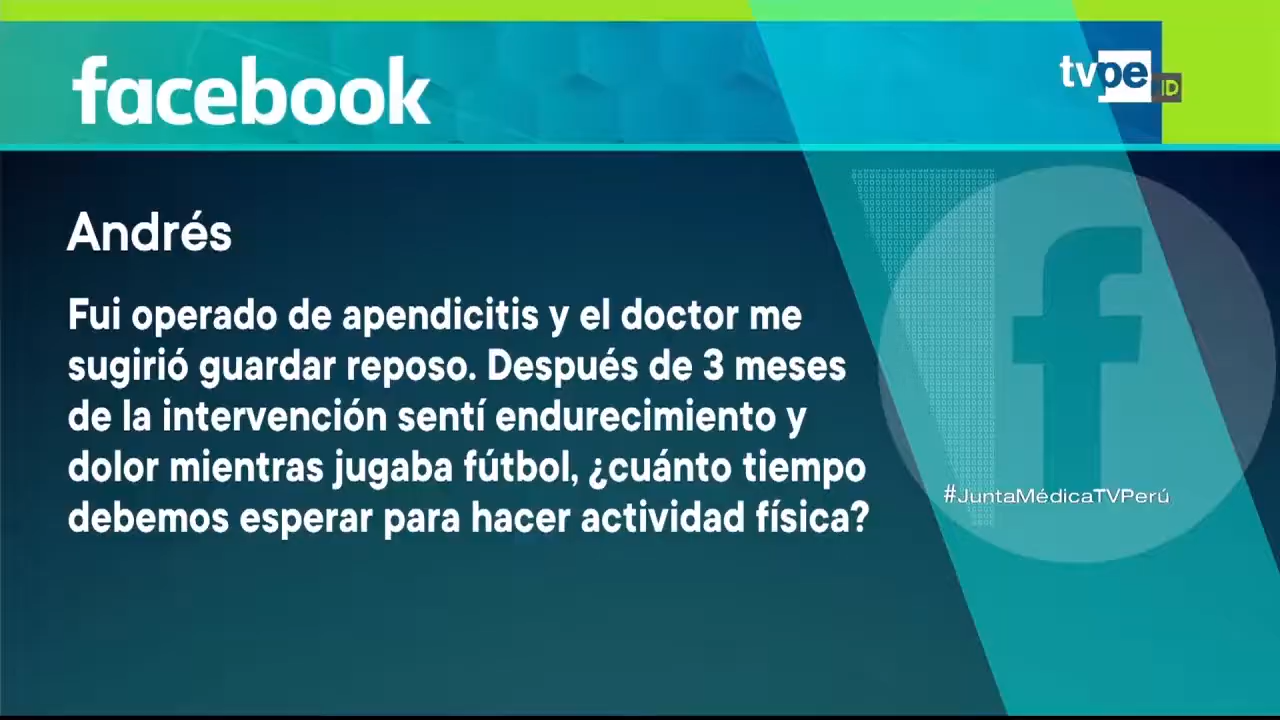 facebook
tvpe
Andrés
Fui operado de apendicitis y el doctor me
sugirió guardar reposo. Después de 3 meses
de la intervención sentí endurecimiento y
dolor mientras jugaba fútbol, ¿cuánto tiempo
debemos esperar para hacer actividad física?
#JuntaMédicaTVPerú